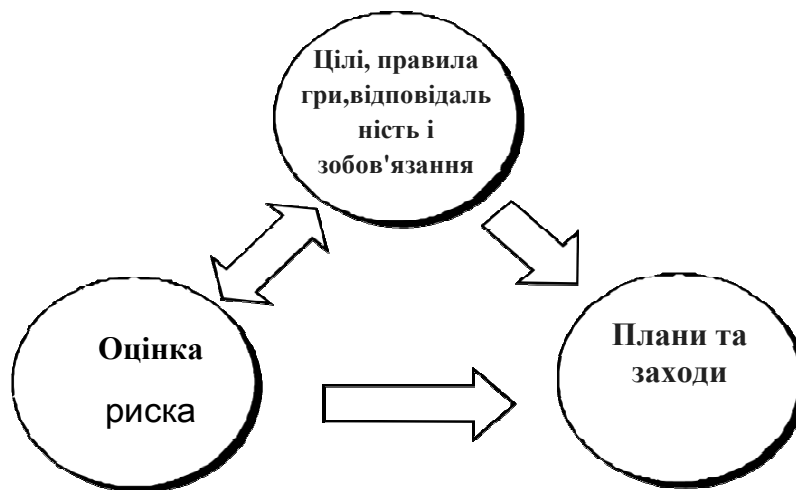 Цілі, правила
гри,відповідаль
ність і
зобов'язання
Оцінка
риска
Плани та
заходи